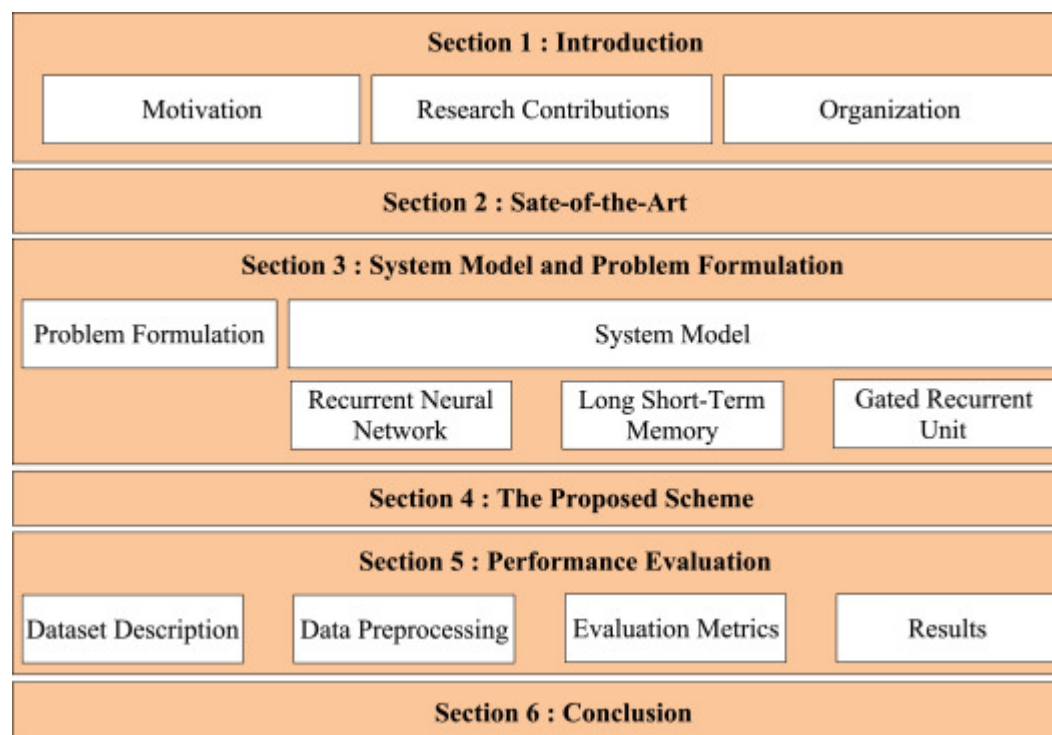 Section 1 : Introduction
Motivation
Research Contributions
Organization
Section 2 : Sate-of-the-Art
Section 3 : System Model and Problem Formulation
Problem Formulation
System Model
Recurrent Neural
Network
Long Short-Term
Memory
Gated Recurrent
Unit
Section 4 : The Proposed Scheme
Section 5 : Performance Evaluation
Dataset Description
Data Preprocessing
Evaluation Metrics
Results
Section 6 : Conclusion